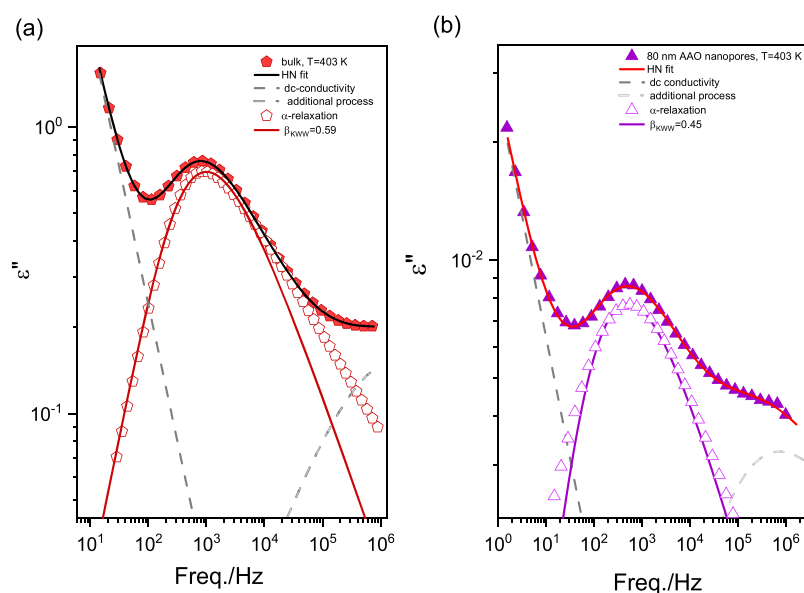 (a)
bulk, T=403 K
HN fit
dc-conductivity
additional process
α-relaxation
βKWW=0.59
10⁰
10⁻¹
ε''
10¹ 10² 10³ 10⁴ 10⁵ 10⁶
Freq./Hz
(b)
80 nm AAO nanopores, T=403 K
HN fit
dc conductivity
additional process
α-relaxation
βKWW=0.45
10⁻²
ε''
10⁰ 10¹ 10² 10³ 10⁴ 10⁵ 10⁶
Freq./Hz